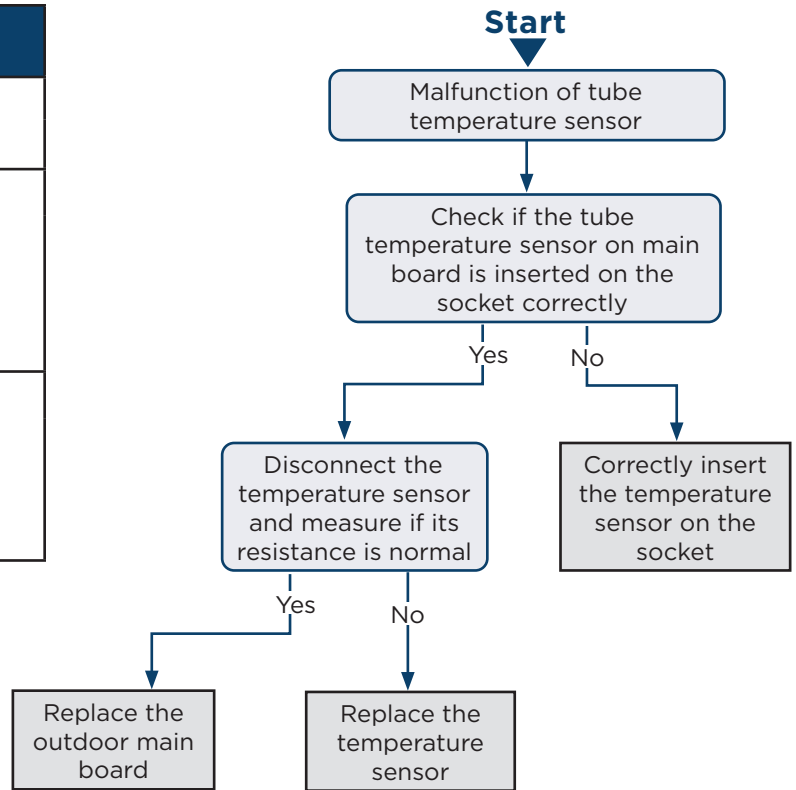 Start
Malfunction of tube
temperature sensor
Check if the tube
temperature sensor on main
board is inserted on the
socket correctly
Yes
No
Disconnect the
temperature sensor
and measure if its
resistance is normal
Correctly insert
the temperature
sensor on the
socket
Yes
No
Replace the
outdoor main
board
Replace the
temperature
sensor